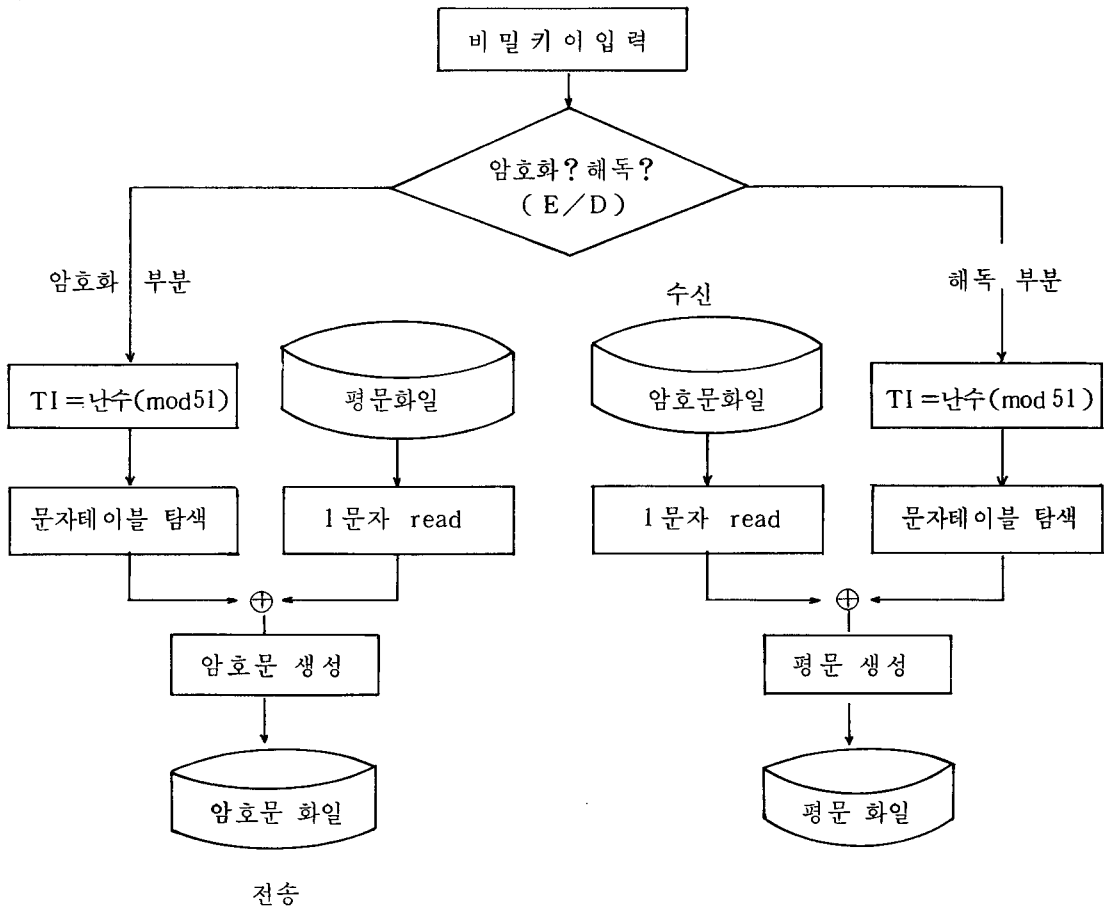 비밀키이입력
암호화? 해독?
( E/D)
암호화 부분
수신
해독 부분
TI=난수(mod51)
평문화일
암호문화일
TI=난수(mod 51)
문자테이블 탐색
1문자 read
1문자 read
문자테이블 탐색
⊕
⊕
암호문 생성
평문 생성
암호문 화일
평문 화일
전송